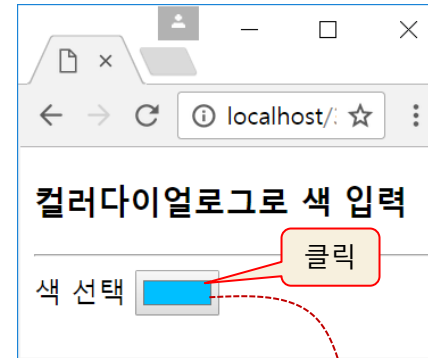 localhost/
컬러다이얼로그로 색 입력
클릭
색 선택